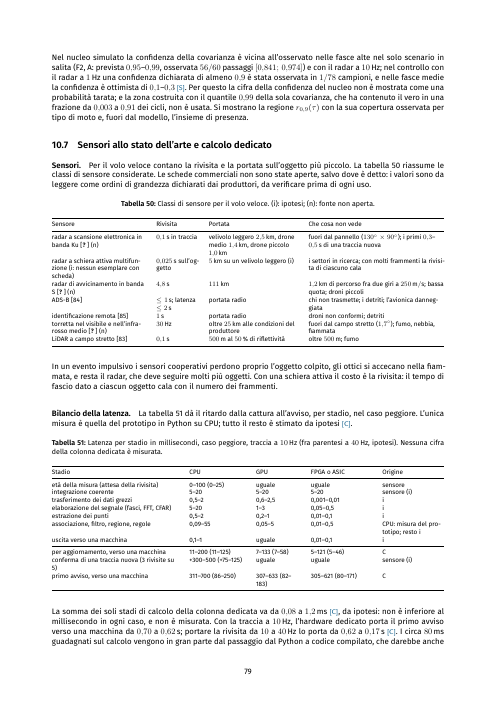 Nel nucleo simulato la confidenza della covarianza è vicina all'osservato nelle fasce alte nel solo scenario in
salita (F2, A: prevista 0,95–0,99, osservata 56/60 passaggi [0,841; 0,974]) e con il radar a 10 Hz; nel controllo con
il radar a 1 Hz una confidenza dichiarata di almeno 0,9 è stata osservata in 1/78 campioni, e nelle fasce medie
la confidenza è ottimista di 0,1–0,3 [S]. Per questo la cifra della confidenza del nucleo non è mostrata come una
probabilità tarata; e la zona costruita con il quantile 0,99 della sola covarianza, che ha contenuto il vero in una
frazione da 0,003 a 0,91 dei cicli, non è usata. Si mostrano la regione r0,9(τ) con la sua copertura osservata per
tipo di moto e, fuori dal modello, l'insieme di presenza.
10.7 Sensori allo stato dell'arte e calcolo dedicato
Sensori. Per il volo veloce contano la rivisita e la portata sull'oggetto più piccolo. La tabella 50 riassume le
classi di sensore considerate. Le schede commerciali non sono state aperte, salvo dove è detto: i valori sono da
leggere come ordini di grandezza dichiarati dai produttori, da verificare prima di ogni uso.
Tabella 50: Classi di sensore per il volo veloce. (i): ipotesi; (n): fonte non aperta.
Sensore Rivisita Portata Che cosa non vede
radar a scansione elettronica in banda Ku [?] (n) 0,1 s in traccia velivolo leggero 2,5 km, drone medio 1,4 km, drone piccolo 1,0 km fuori dal pannello (130° × 90°); i primi 0,3–0,5 s di una traccia nuova
radar a schiera attiva multifunzione (i: nessun esemplare con scheda) 0,025 s sull'oggetto 5 km su un velivolo leggero (i) i settori in ricerca; con molti frammenti la rivisita di ciascuno cala
radar di avvicinamento in banda S [?] (n) 4,8 s 111 km 1,2 km di percorso fra due giri a 250 m/s; bassa quota; droni piccoli
ADS-B [84] ≤ 1 s; latenza ≤ 2 s portata radio chi non trasmette; i detriti; l'avionica danneggiata
identificazione remota [85] 1 s portata radio droni non conformi; detriti
torretta nel visibile e nell'infrarosso medio [?] (n) 30 Hz oltre 25 km alle condizioni del produttore fuori dal campo stretto (1,7°); fumo, nebbia, fiammata
LiDAR a campo stretto [83] 0,1 s 500 m al 50 % di riflettività oltre 500 m; fumo
In un evento impulsivo i sensori cooperativi perdono proprio l'oggetto colpito, gli ottici si accecano nella fiammata,
e resta il radar, che deve seguire molti più oggetti. Con una schiera attiva il costo è la rivisita: il tempo di
fascio dato a ciascun oggetto cala con il numero dei frammenti.
Bilancio della latenza. La tabella 51 dà il ritardo dalla cattura all'avviso, per stadio, nel caso peggiore. L'unica
misura è quella del prototipo in Python su CPU; tutto il resto è stimato da ipotesi [C].
Tabella 51: Latenza per stadio in millisecondi, caso peggiore, traccia a 10 Hz (fra parentesi a 40 Hz, ipotesi). Nessuna cifra
della colonna dedicata è misurata.
Stadio CPU GPU FPGA o ASIC Origine
età della misura (attesa della rivisita) 0–100 (0–25) uguale uguale sensore
integrazione coerente 5–20 5–20 5–20 sensore (i)
trasferimento dei dati grezzi 0,5–2 0,6–2,5 0,001–0,01 i
elaborazione del segnale (fasci, FFT, CFAR) 5–20 1–3 0,05–0,5 i
estrazione dei punti 0,5–2 0,2–1 0,01–0,1 i
associazione, filtro, regione, regole 0,09–55 0,05–5 0,01–0,5 CPU: misura del prototipo; resto i
uscita verso una macchina 0,1–1 uguale 0,01–0,1 i
per aggiornamento, verso una macchina 11–200 (11–125) 7–133 (7–58) 5–121 (5–46) C
conferma di una traccia nuova (3 rivisite su 5) +300–500 (+75–125) uguale uguale sensore (i)
primo avviso, verso una macchina 311–700 (86–250) 307–633 (82–183) 305–621 (80–171) C
La somma dei soli stadi di calcolo della colonna dedicata va da 0,08 a 1,2 ms [C], da ipotesi: non è inferiore al
millisecondo in ogni caso, e non è misurata. Con la traccia a 10 Hz, l'hardware dedicato porta il primo avviso
verso una macchina da 0,70 a 0,62 s; portare la rivisita da 10 a 40 Hz lo porta da 0,62 a 0,17 s [C]. I circa 80 ms
guadagnati sul calcolo vengono in gran parte dal passaggio dal Python a codice compilato, che darebbe anche
79